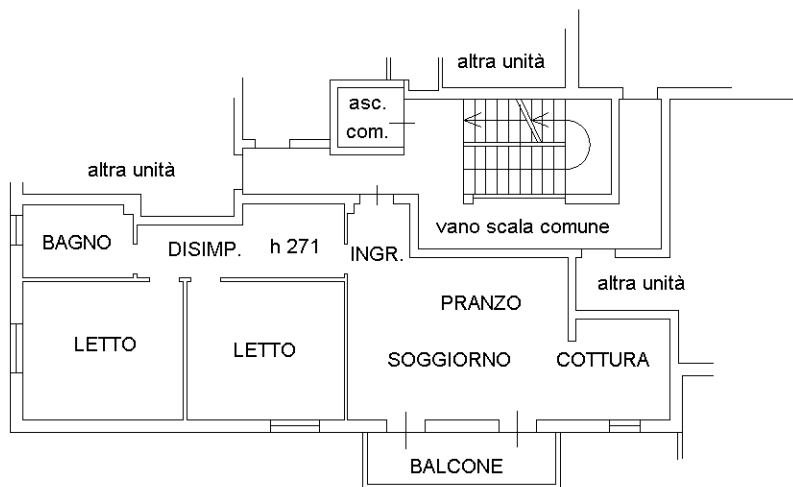 altra unità
asc.
com.
altra unità
vano scala comune
BAGNO
DISIMP.
h 271
INGR.
altra unità
PRANZO
LETTO
LETTO
SOGGIORNO
COTTURA
BALCONE